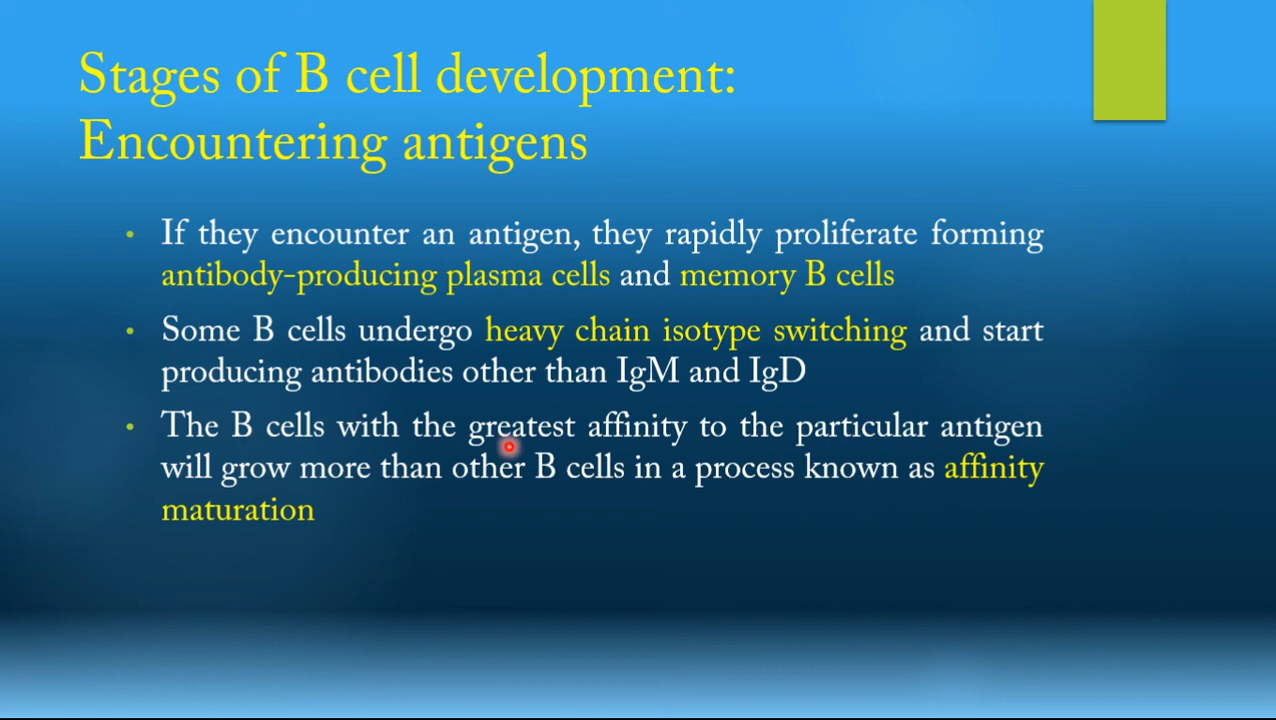 Stages of B cell development:
Encountering antigens
• If they encounter an antigen, they rapidly proliferate forming
antibody-producing plasma cells and memory B cells
• Some B cells undergo heavy chain isotype switching and start
producing antibodies other than IgM and IgD
• The B cells with the greatest affinity to the particular antigen
will grow more than other B cells in a process known as affinity
maturation